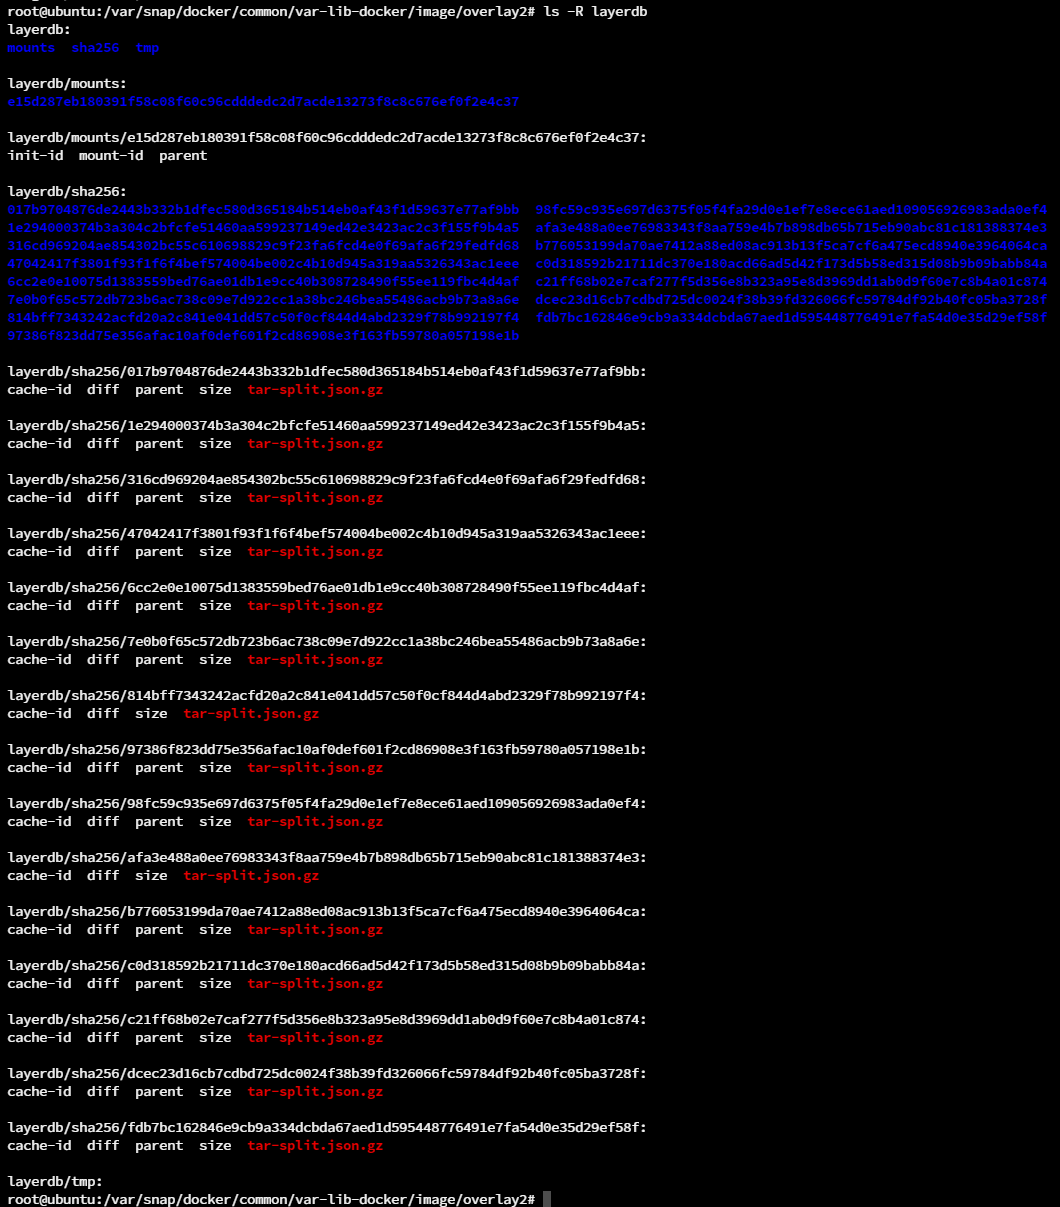 root@ubuntu:/var/snap/docker/common/var-lib-docker/image/overlay2# ls -R layerdb
layerdb:
mounts  sha256  tmp
layerdb/mounts:
e15d287eb180391f58c08f60c96cdddedc2d7acde13273f8c8c676ef0f2e4c37
layerdb/mounts/e15d287eb180391f58c08f60c96cdddedc2d7acde13273f8c8c676ef0f2e4c37:
init-id  mount-id  parent
layerdb/sha256:
017b9704876de2443b332b1dfec580d365184b514eb0af43f1d59637e77af9bb  98fc59c935e697d6375f05f4fa29d0e1ef7e8ece61aed109056926983ada0ef4
1e294000374b3a304c2bfcfe51460aa599237149ed42e3423ac2c3f155f9b4a5  afa3e488a0ee76983343f8aa759e4b7b898db65b715eb90abc81c181388374e3
316cd969204ae854302bc55c610698829c9f23fa6fcd4e0f69afa6f29fedfd68  b776053199da70ae7412a88ed08ac913b13f5ca7cf6a475ecd8940e3964064ca
47042417f3801f93f1f6f4bef574004be002c4b10d945a319aa5326343ac1eee  c0d318592b21711dc370e180acd66ad5d42f173d5b58ed315d08b9b09babb84a
6cc2e0e10075d1383559bed76ae01db1e9cc40b308728490f55ee119fbc4d4af  c21ff68b02e7caf277f5d356e8b323a95e8d3969dd1ab0d9f60e7c8b4a01c874
7e0b0f65c572db723b6ac738c09e7d922cc1a38bc246bea55486acb9b73a8a6e  dcec23d16cb7cdbd725dc0024f38b39fd326066fc59784df92b40fc05ba3728f
814bff7343242acfd20a2c841e041dd57c50f0cf844d4abd2329f78b992197f4  fdb7bc162846e9cb9a334dcbda67aed1d595448776491e7fa54d0e35d29ef58f
97386f823dd75e356afac10af0def601f2cd86908e3f163fb59780a057198e1b
layerdb/sha256/017b9704876de2443b332b1dfec580d365184b514eb0af43f1d59637e77af9bb:
cache-id  diff  parent  size  tar-split.json.gz
layerdb/sha256/1e294000374b3a304c2bfcfe51460aa599237149ed42e3423ac2c3f155f9b4a5:
cache-id  diff  parent  size  tar-split.json.gz
layerdb/sha256/316cd969204ae854302bc55c610698829c9f23fa6fcd4e0f69afa6f29fedfd68:
cache-id  diff  parent  size  tar-split.json.gz
layerdb/sha256/47042417f3801f93f1f6f4bef574004be002c4b10d945a319aa5326343ac1eee:
cache-id  diff  parent  size  tar-split.json.gz
layerdb/sha256/6cc2e0e10075d1383559bed76ae01db1e9cc40b308728490f55ee119fbc4d4af:
cache-id  diff  parent  size  tar-split.json.gz
layerdb/sha256/7e0b0f65c572db723b6ac738c09e7d922cc1a38bc246bea55486acb9b73a8a6e:
cache-id  diff  parent  size  tar-split.json.gz
layerdb/sha256/814bff7343242acfd20a2c841e041dd57c50f0cf844d4abd2329f78b992197f4:
cache-id  diff  size  tar-split.json.gz
layerdb/sha256/97386f823dd75e356afac10af0def601f2cd86908e3f163fb59780a057198e1b:
cache-id  diff  parent  size  tar-split.json.gz
layerdb/sha256/98fc59c935e697d6375f05f4fa29d0e1ef7e8ece61aed109056926983ada0ef4:
cache-id  diff  parent  size  tar-split.json.gz
layerdb/sha256/afa3e488a0ee76983343f8aa759e4b7b898db65b715eb90abc81c181388374e3:
cache-id  diff  size  tar-split.json.gz
layerdb/sha256/b776053199da70ae7412a88ed08ac913b13f5ca7cf6a475ecd8940e3964064ca:
cache-id  diff  parent  size  tar-split.json.gz
layerdb/sha256/c0d318592b21711dc370e180acd66ad5d42f173d5b58ed315d08b9b09babb84a:
cache-id  diff  parent  size  tar-split.json.gz
layerdb/sha256/c21ff68b02e7caf277f5d356e8b323a95e8d3969dd1ab0d9f60e7c8b4a01c874:
cache-id  diff  parent  size  tar-split.json.gz
layerdb/sha256/dcec23d16cb7cdbd725dc0024f38b39fd326066fc59784df92b40fc05ba3728f:
cache-id  diff  parent  size  tar-split.json.gz
layerdb/sha256/fdb7bc162846e9cb9a334dcbda67aed1d595448776491e7fa54d0e35d29ef58f:
cache-id  diff  parent  size  tar-split.json.gz
layerdb/tmp:
root@ubuntu:/var/snap/docker/common/var-lib-docker/image/overlay2#